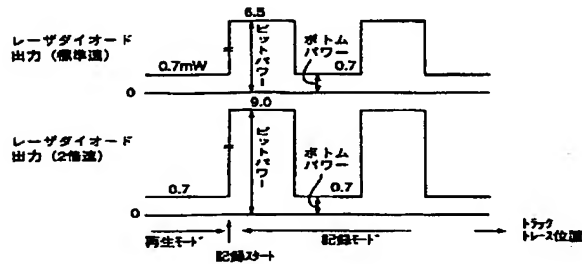 6.5
レーザダイオード
出力(標準速)
0.7mW
ピットパワー
ボトム
パワー
0.7
0
9.0
レーザダイオード
出力(2倍速)
0.7
ピットパワー
ボトム
パワー
0.7
0
再生モード
記録モード
記録スタート
トラック
トレース位置